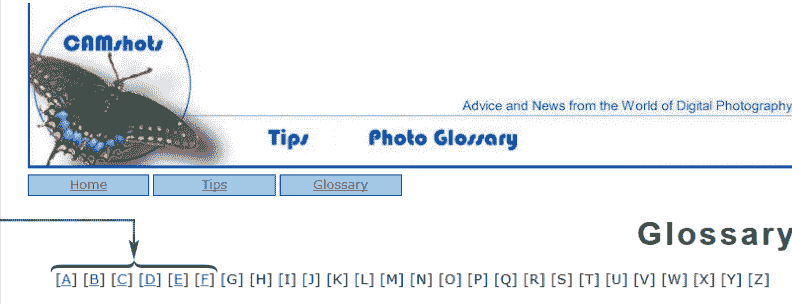 CAMshots
Advice and News from the World of Digital Photography
Tips Photo Glossary
Home Tips Glossary
Glossary
[A] [B] [C] [D] [E] [F] [G] [H] [I] [J] [K] [L] [M] [N] [O] [P] [Q] [R] [S] [T] [U] [V] [W] [X] [Y] [Z]